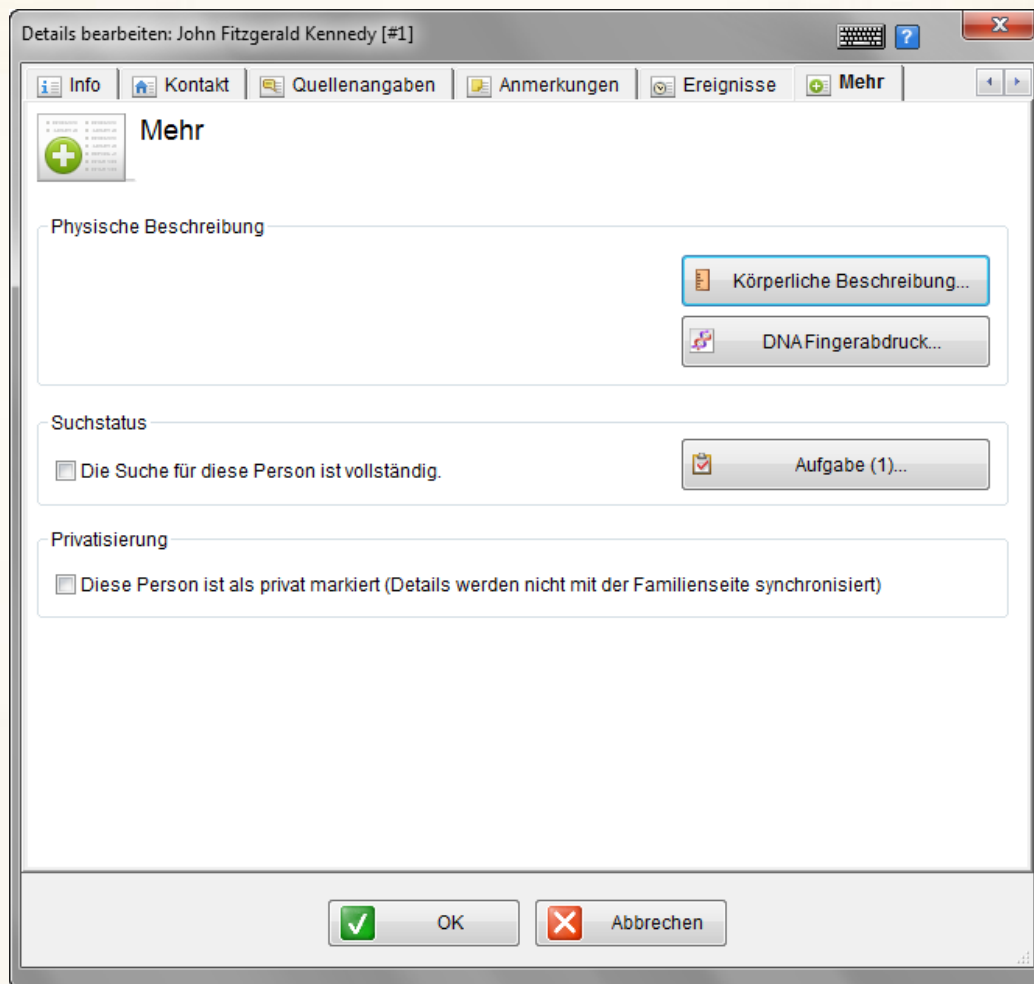 Details bearbeiten: John Fitzgerald Kennedy [#1]
Info Kontakt Quellenangaben Anmerkungen Ereignisse Mehr
Mehr
Physische Beschreibung
Körperliche Beschreibung...
DNA Fingerabdruck...
Suchstatus
Die Suche für diese Person ist vollständig.
Aufgabe (1)...
Privatisierung
Diese Person ist als privat markiert (Details werden nicht mit der Familienseite synchronisiert)
OK Abbrechen